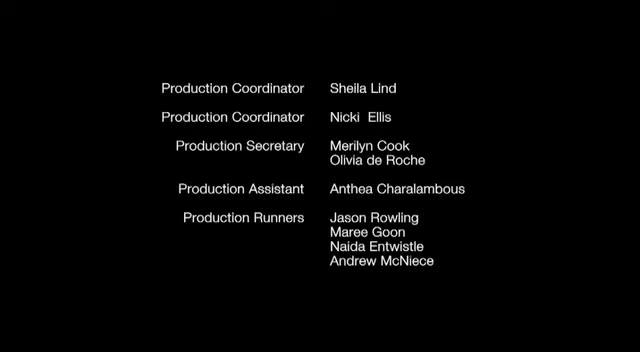 Production Coordinator Sheila Lind
Production Coordinator Nicki Ellis
Production Secretary Merilyn Cook
Olivia de Roche
Production Assistant Anthea Charalambous
Production Runners Jason Rowling
Maree Goon
Naida Entwistle
Andrew McNiece